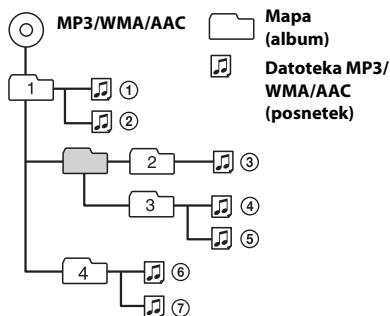 MP3/WMA/AAC
Mapa
(album)
Datoteka MP3/
WMA/AAC
(posnetek)
1
①
②
2
③
3
④
⑤
4
⑥
⑦